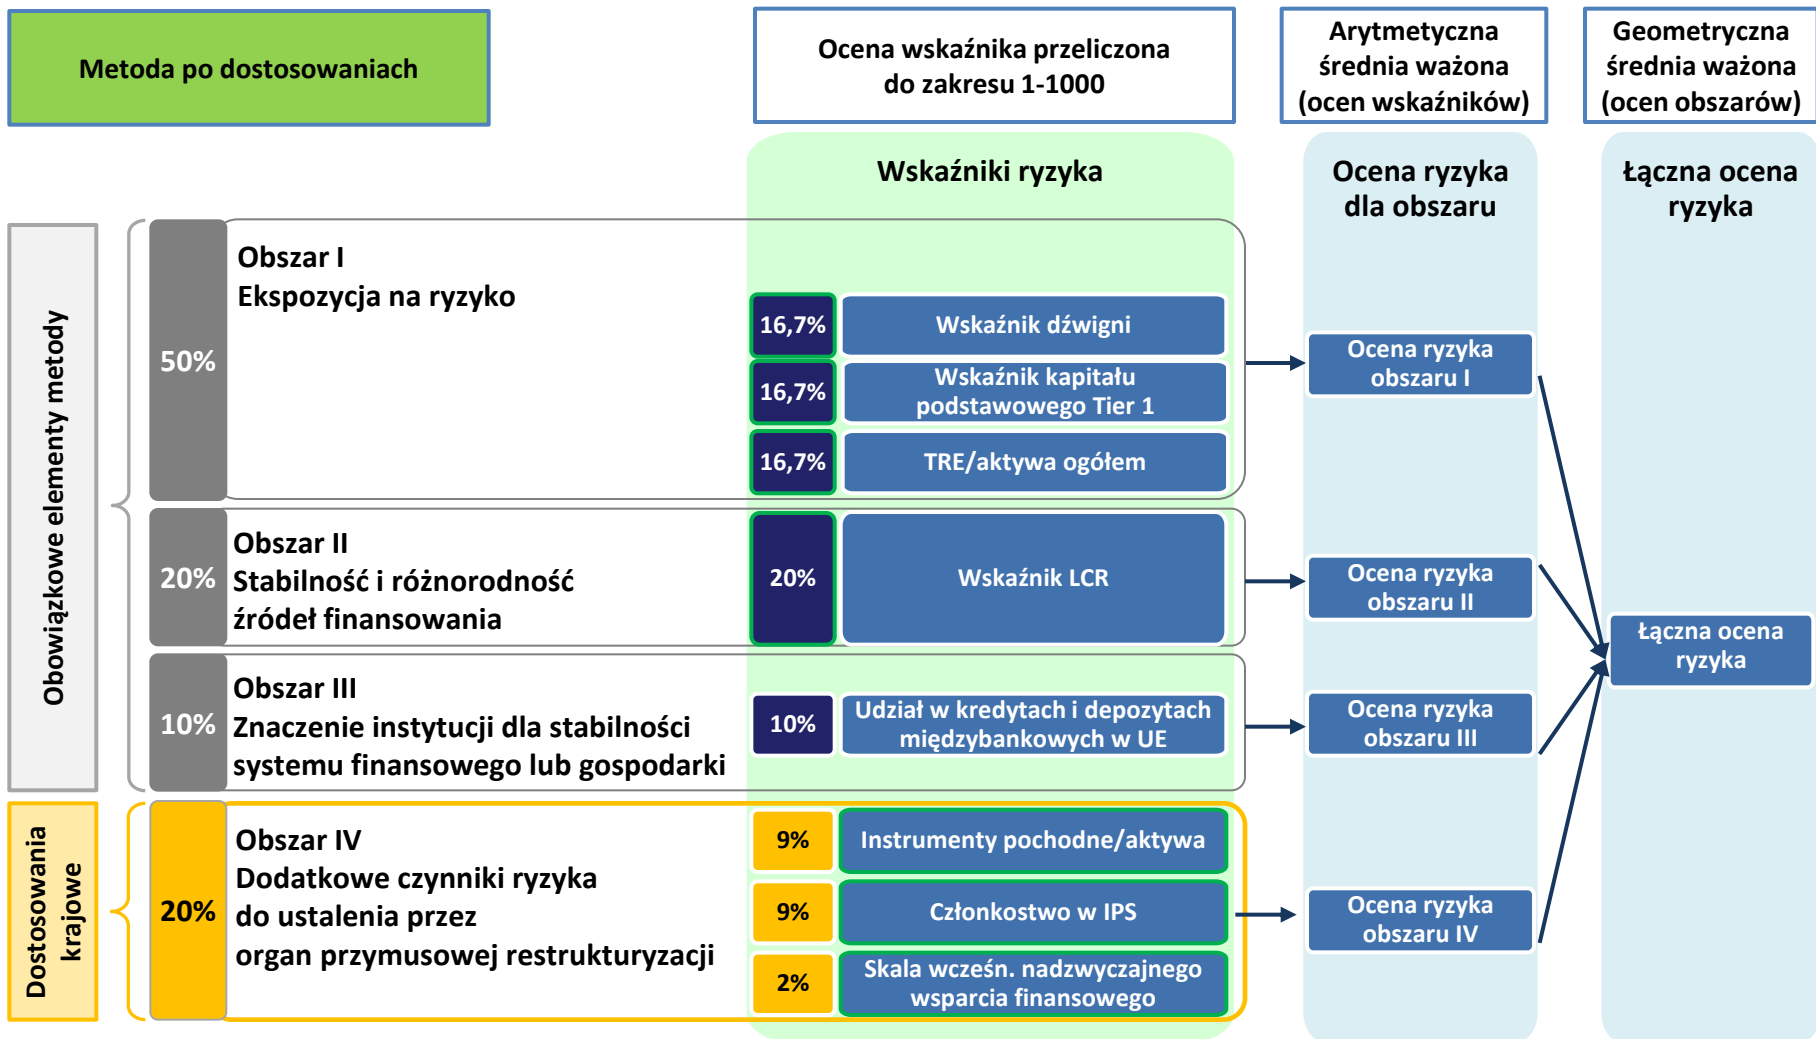 Metoda po dostosowaniach
Ocena wskaźnika przeliczona
do zakresu 1-1000
Arytmetyczna
średnia ważona
(ocen wskaźników)
Geometryczna
średnia ważona
(ocen obszarów)
Wskaźniki ryzyka
Ocena ryzyka
dla obszaru
Łączna ocena
ryzyka
Obowiązkowe elementy metody
50%
Obszar I
Ekspozycja na ryzyko
16,7%
Wskaźnik dźwigni
16,7%
Wskaźnik kapitału
podstawowego Tier 1
16,7%
TRE/aktywa ogółem
Ocena ryzyka
obszaru I
20%
Obszar II
Stabilność i różnorodność
źródeł finansowania
20%
Wskaźnik LCR
Ocena ryzyka
obszaru II
Łączna ocena
ryzyka
10%
Obszar III
Znaczenie instytucji dla stabilności
systemu finansowego lub gospodarki
10%
Udział w kredytach i depozytach
międzybankowych w UE
Ocena ryzyka
obszaru III
Dostosowania
krajowe
20%
Obszar IV
Dodatkowe czynniki ryzyka
do ustalenia przez
organ przymusowej restrukturyzacji
9%
Instrumenty pochodne/aktywa
9%
Członkostwo w IPS
2%
Skala wcześn. nadzwyczajnego
wsparcia finansowego
Ocena ryzyka
obszaru IV